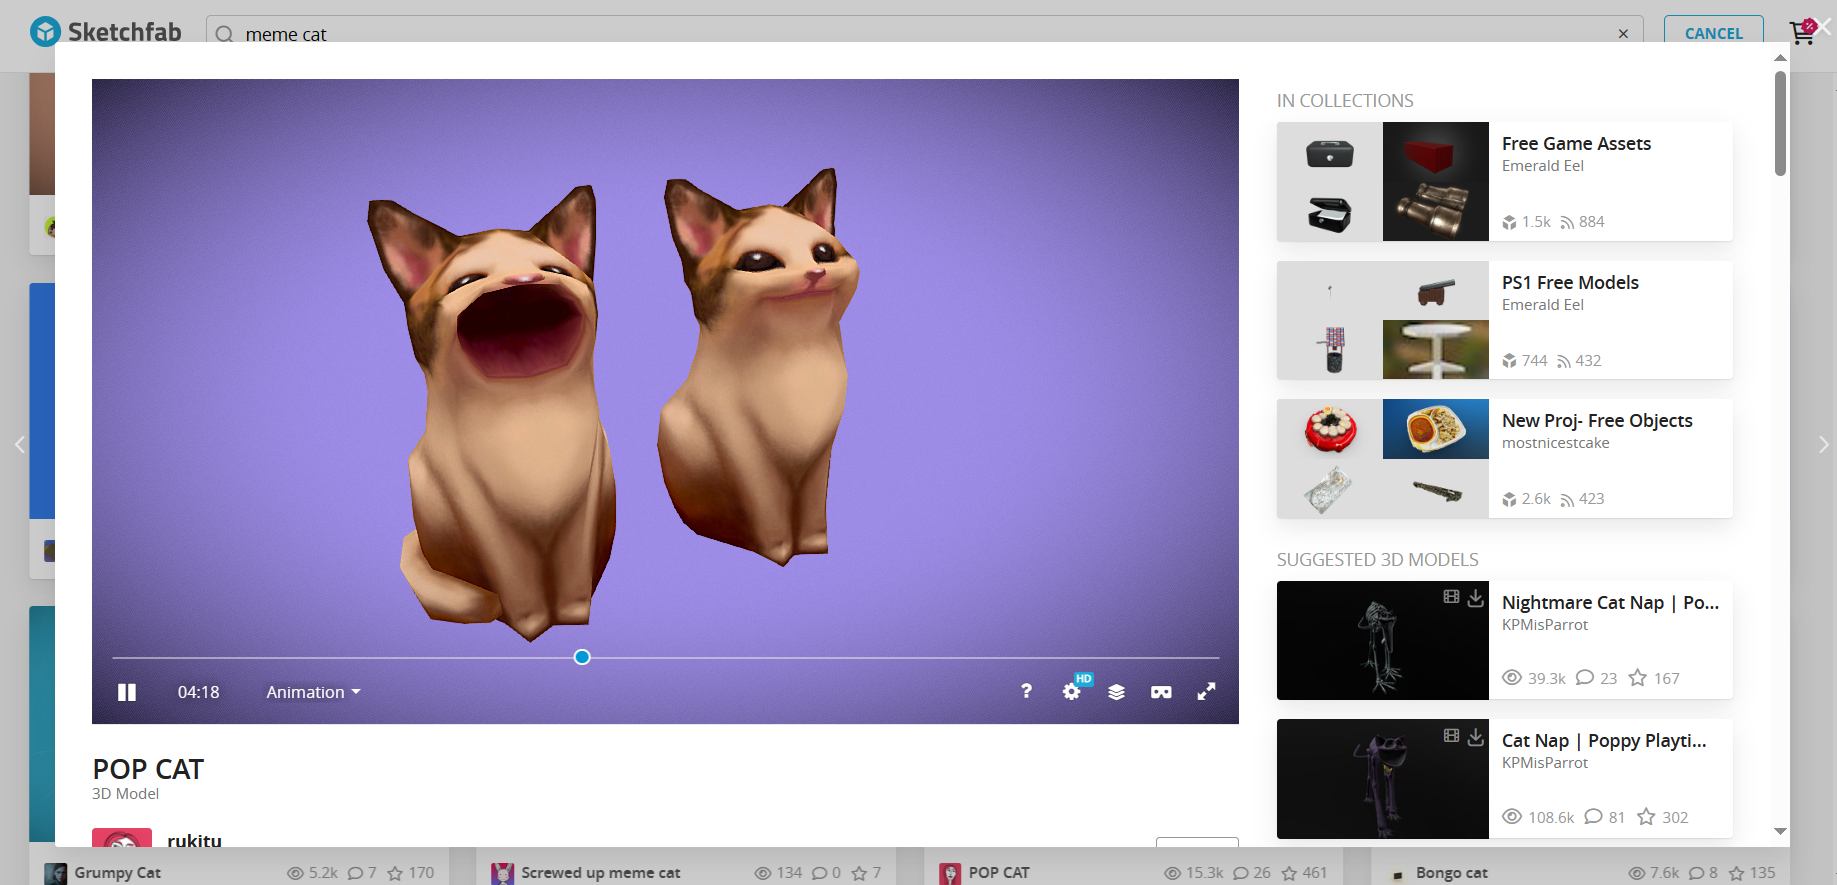 Sketchfab
meme cat
CANCEL
IN COLLECTIONS
Free Game Assets
Emerald Eel
1.5k 884
PS1 Free Models
Emerald Eel
744 432
New Proj- Free Objects
mostnicestcake
2.6k 423
SUGGESTED 3D MODELS
Nightmare Cat Nap | Po...
KPMisParrot
39.3k 23 167
Cat Nap | Poppy Playti...
KPMisParrot
108.6k 81 302
04:18 Animation ? HD
POP CAT
3D Model
rukitu
Grumpy Cat 5.2k 7 170
Screwed up meme cat 134 0 7
POP CAT 15.3k 26 461
Bongo cat 7.6k 8 135